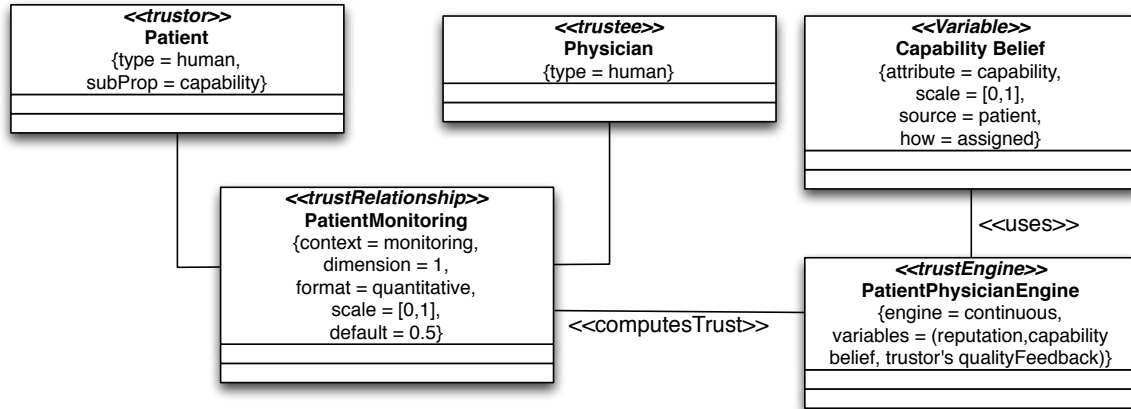 <<trustor>>
Patient
{type = human,
subProp = capability}
<<trustee>>
Physician
{type = human}
<<Variable>>
Capability Belief
{attribute = capability,
scale = [0,1],
source = patient,
how = assigned}
<<trustRelationship>>
PatientMonitoring
{context = monitoring,
dimension = 1,
format = quantitative,
scale = [0,1],
default = 0.5}
<<computesTrust>>
<<uses>>
<<trustEngine>>
PatientPhysicianEngine
{engine = continuous,
variables = (reputation,capability
belief, trustor's qualityFeedback)}